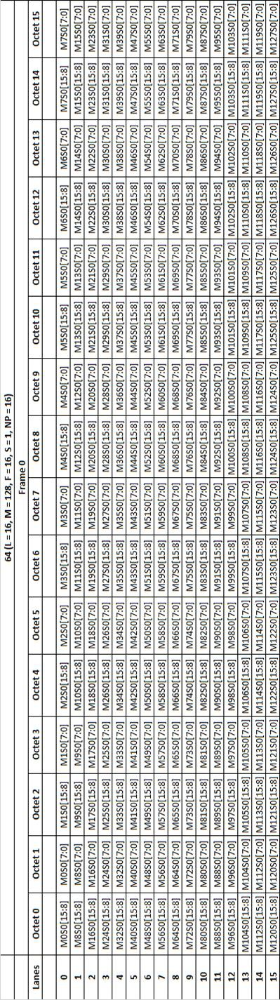 64 (L = 16, M = 128, F = 16, S = 1, NP = 16)
Frame 0
Lanes Octet 0 Octet 1 Octet 2 Octet 3 Octet 4 Octet 5 Octet 6 Octet 7 Octet 8 Octet 9 Octet 10 Octet 11 Octet 12 Octet 13 Octet 14 Octet 15
0 M0S0[15:8] M0S0[7:0] M1S0[15:8] M1S0[7:0] M2S0[15:8] M2S0[7:0] M3S0[15:8] M3S0[7:0] M4S0[15:8] M4S0[7:0] M5S0[15:8] M5S0[7:0] M6S0[15:8] M6S0[7:0] M7S0[15:8] M7S0[7:0]
1 M8S0[15:8] M8S0[7:0] M9S0[15:8] M9S0[7:0] M10S0[15:8] M10S0[7:0] M11S0[15:8] M11S0[7:0] M12S0[15:8] M12S0[7:0] M13S0[15:8] M13S0[7:0] M14S0[15:8] M14S0[7:0] M15S0[15:8] M15S0[7:0]
2 M16S0[15:8] M16S0[7:0] M17S0[15:8] M17S0[7:0] M18S0[15:8] M18S0[7:0] M19S0[15:8] M19S0[7:0] M20S0[15:8] M20S0[7:0] M21S0[15:8] M21S0[7:0] M22S0[15:8] M22S0[7:0] M23S0[15:8] M23S0[7:0]
3 M24S0[15:8] M24S0[7:0] M25S0[15:8] M25S0[7:0] M26S0[15:8] M26S0[7:0] M27S0[15:8] M27S0[7:0] M28S0[15:8] M28S0[7:0] M29S0[15:8] M29S0[7:0] M30S0[15:8] M30S0[7:0] M31S0[15:8] M31S0[7:0]
4 M32S0[15:8] M32S0[7:0] M33S0[15:8] M33S0[7:0] M34S0[15:8] M34S0[7:0] M35S0[15:8] M35S0[7:0] M36S0[15:8] M36S0[7:0] M37S0[15:8] M37S0[7:0] M38S0[15:8] M38S0[7:0] M39S0[15:8] M39S0[7:0]
5 M40S0[15:8] M40S0[7:0] M41S0[15:8] M41S0[7:0] M42S0[15:8] M42S0[7:0] M43S0[15:8] M43S0[7:0] M44S0[15:8] M44S0[7:0] M45S0[15:8] M45S0[7:0] M46S0[15:8] M46S0[7:0] M47S0[15:8] M47S0[7:0]
6 M48S0[15:8] M48S0[7:0] M49S0[15:8] M49S0[7:0] M50S0[15:8] M50S0[7:0] M51S0[15:8] M51S0[7:0] M52S0[15:8] M52S0[7:0] M53S0[15:8] M53S0[7:0] M54S0[15:8] M54S0[7:0] M55S0[15:8] M55S0[7:0]
7 M56S0[15:8] M56S0[7:0] M57S0[15:8] M57S0[7:0] M58S0[15:8] M58S0[7:0] M59S0[15:8] M59S0[7:0] M60S0[15:8] M60S0[7:0] M61S0[15:8] M61S0[7:0] M62S0[15:8] M62S0[7:0] M63S0[15:8] M63S0[7:0]
8 M64S0[15:8] M64S0[7:0] M65S0[15:8] M65S0[7:0] M66S0[15:8] M66S0[7:0] M67S0[15:8] M67S0[7:0] M68S0[15:8] M68S0[7:0] M69S0[15:8] M69S0[7:0] M70S0[15:8] M70S0[7:0] M71S0[15:8] M71S0[7:0]
9 M72S0[15:8] M72S0[7:0] M73S0[15:8] M73S0[7:0] M74S0[15:8] M74S0[7:0] M75S0[15:8] M75S0[7:0] M76S0[15:8] M76S0[7:0] M77S0[15:8] M77S0[7:0] M78S0[15:8] M78S0[7:0] M79S0[15:8] M79S0[7:0]
10 M80S0[15:8] M80S0[7:0] M81S0[15:8] M81S0[7:0] M82S0[15:8] M82S0[7:0] M83S0[15:8] M83S0[7:0] M84S0[15:8] M84S0[7:0] M85S0[15:8] M85S0[7:0] M86S0[15:8] M86S0[7:0] M87S0[15:8] M87S0[7:0]
11 M88S0[15:8] M88S0[7:0] M89S0[15:8] M89S0[7:0] M90S0[15:8] M90S0[7:0] M91S0[15:8] M91S0[7:0] M92S0[15:8] M92S0[7:0] M93S0[15:8] M93S0[7:0] M94S0[15:8] M94S0[7:0] M95S0[15:8] M95S0[7:0]
12 M96S0[15:8] M96S0[7:0] M97S0[15:8] M97S0[7:0] M98S0[15:8] M98S0[7:0] M99S0[15:8] M99S0[7:0] M100S0[15:8] M100S0[7:0] M101S0[15:8] M101S0[7:0] M102S0[15:8] M102S0[7:0] M103S0[15:8] M103S0[7:0]
13 M104S0[15:8] M104S0[7:0] M105S0[15:8] M105S0[7:0] M106S0[15:8] M106S0[7:0] M107S0[15:8] M107S0[7:0] M108S0[15:8] M108S0[7:0] M109S0[15:8] M109S0[7:0] M110S0[15:8] M110S0[7:0] M111S0[15:8] M111S0[7:0]
14 M112S0[15:8] M112S0[7:0] M113S0[15:8] M113S0[7:0] M114S0[15:8] M114S0[7:0] M115S0[15:8] M115S0[7:0] M116S0[15:8] M116S0[7:0] M117S0[15:8] M117S0[7:0] M118S0[15:8] M118S0[7:0] M119S0[15:8] M119S0[7:0]
15 M120S0[15:8] M120S0[7:0] M121S0[15:8] M121S0[7:0] M122S0[15:8] M122S0[7:0] M123S0[15:8] M123S0[7:0] M124S0[15:8] M124S0[7:0] M125S0[15:8] M125S0[7:0] M126S0[15:8] M126S0[7:0] M127S0[15:8] M127S0[7:0]